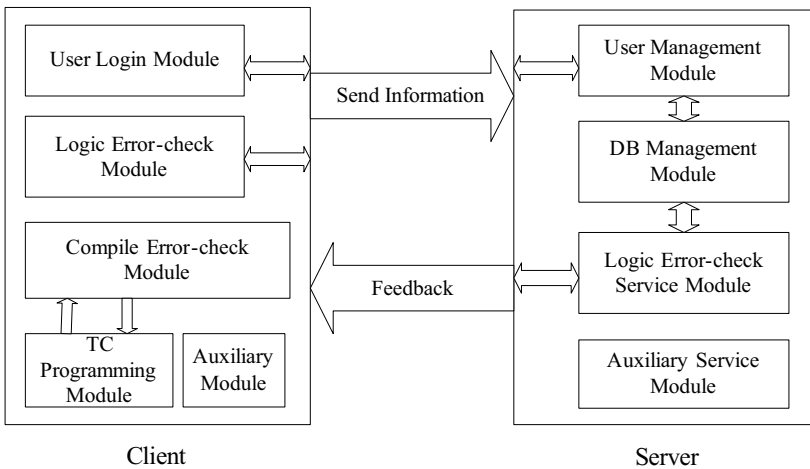 User Login Module
Logic Error-check
Module
Compile Error-check
Module
TC
Programming
Module
Auxiliary
Module
Client
Send Information
Feedback
User Management
Module
DB Management
Module
Logic Error-check
Service Module
Auxiliary Service
Module
Server